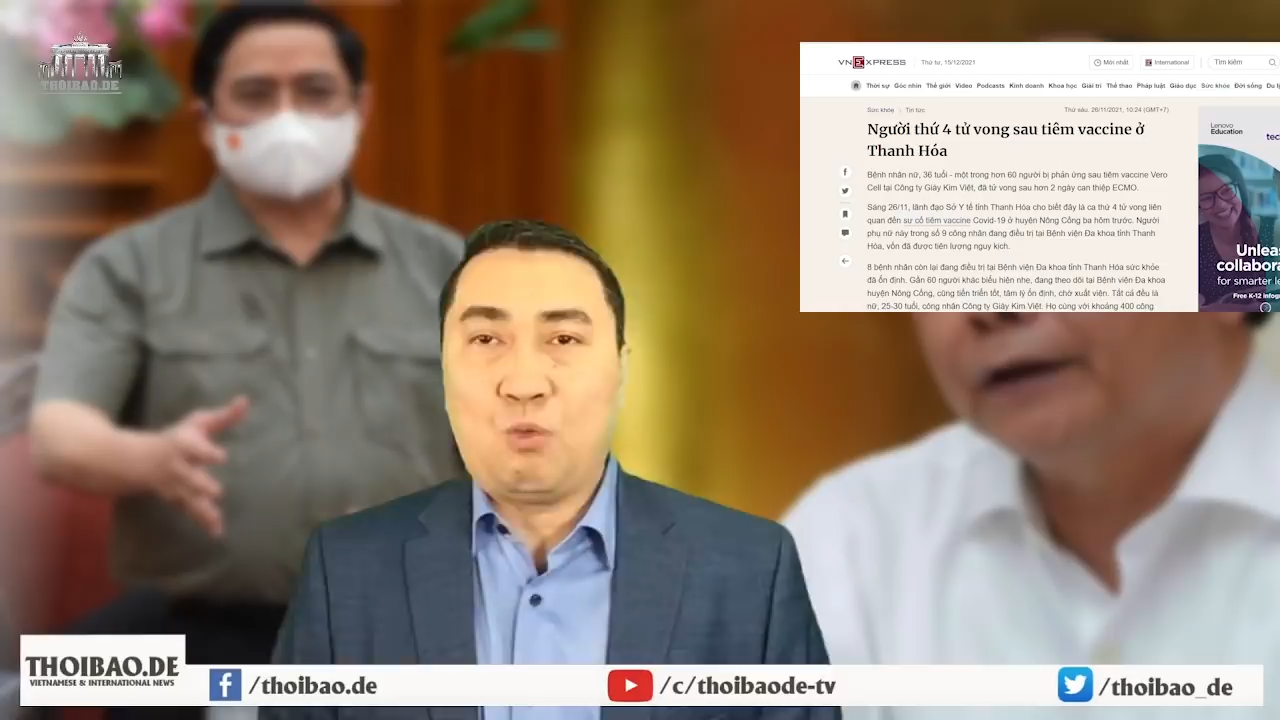 THOIBAO.DE
VNEXPRESS
Thứ tư, 15/12/2021
Mới nhất
International
Tìm kiếm
Thời sự Góc nhìn Thế giới Video Podcasts Kinh doanh Khoa học Giải trí Thể thao Pháp luật Giáo dục Sức khỏe Đời sống Du
Sức khỏe Tin tức
Thứ sáu, 26/11/2021, 10:24 (GMT+7)
Người thứ 4 tử vong sau tiêm vaccine ở
Thanh Hóa
Bệnh nhân nữ, 36 tuổi - một trong hơn 60 người bị phản ứng sau tiêm vaccine Vero
Cell tại Công ty Giày Kim Việt, đã tử vong sau hơn 2 ngày can thiệp ECMO.
Sáng 26/11, lãnh đạo Sở Y tế tỉnh Thanh Hóa cho biết đây là ca thứ 4 tử vong liên
quan đến sự cố tiêm vaccine Covid-19 ở huyện Nông Cống ba hôm trước. Người
phụ nữ này trong số 9 công nhân đang điều trị tại Bệnh viện Đa khoa tỉnh Thanh
Hóa, vốn đã được tiên lượng nguy kịch.
8 bệnh nhân còn lại đang điều trị tại Bệnh viện Đa khoa tỉnh Thanh Hóa sức khỏe
đã ổn định. Gần 60 người khác biểu hiện nhẹ, đang theo dõi tại Bệnh viện Đa khoa
huyện Nông Cống, cũng tiến triển tốt, tâm lý ổn định, chờ xuất viện. Tất cả đều là
nữ, 25-30 tuổi, công nhân Công ty Giày Kim Việt. Họ cùng với khoảng 400 công
Lenovo
Education
tec
Unleas
collabora
for smarter le
Free K-12 infog
THOIBAO.DE
VIETNAMESE & INTERNATIONAL NEWS
/thoibao.de
/c/thoibaode-tv
/thoibao_de